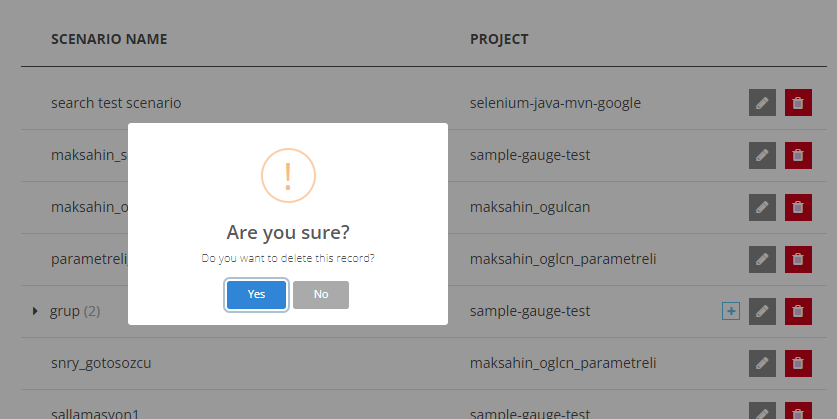 SCENARIO NAME PROJECT
search test scenario selenium-java-mvn-google
maksahin_s sample-gauge-test
maksahin_o maksahin_ogulcan
parametreli_ maksahin_oglcn_parametreli
grup (2) sample-gauge-test
snry_gotosozcu maksahin_oglcn_parametreli
sallamasyon1 sample-gauge-test
!
Are you sure?
Do you want to delete this record?
Yes No